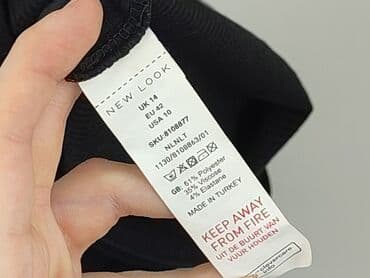 NEW LOOK
UK 14
EU 42
USA 10
SKU-8108877
NLNLT
1130/8108863/01
GB: 61% Polyester
35% Viscose
4% Elastane
MADE IN TURKEY
KEEP AWAY
FROM FIRE
UIT DE BUURT VAN
VUUR HOUDEN